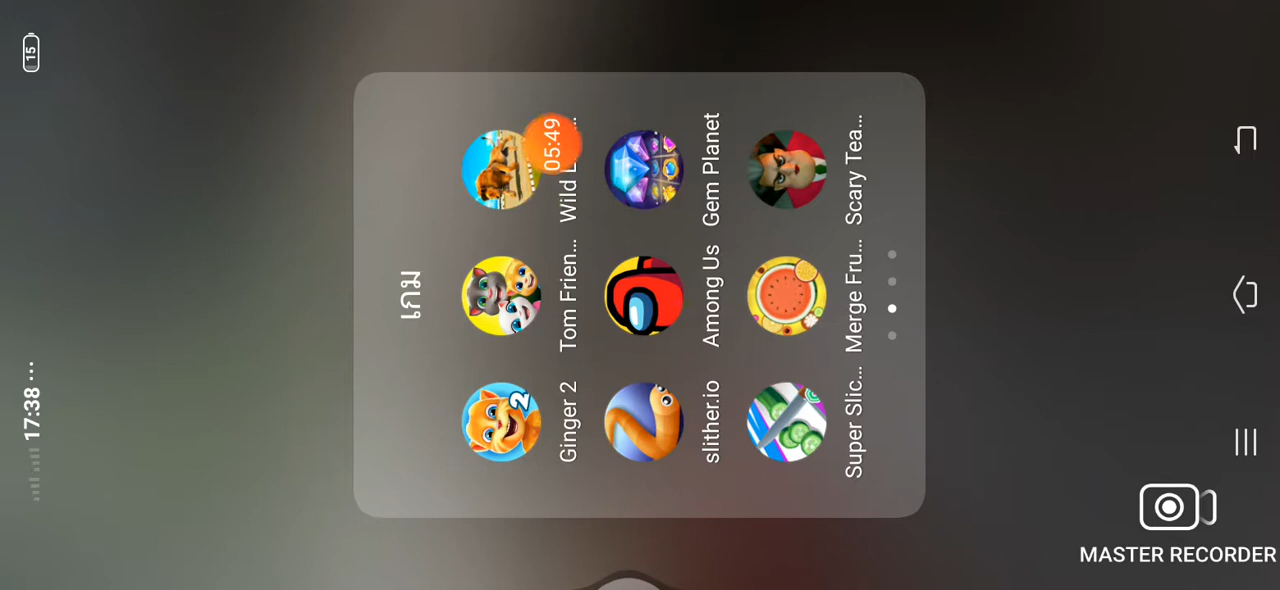 17:38 ...
15
เกม
Ginger 2
Tom Frien...
Wild L...
05:49
slither.io
Among Us
Gem Planet
Super Slic...
Merge Fru...
Scary Tea...
2
MASTER RECORDER